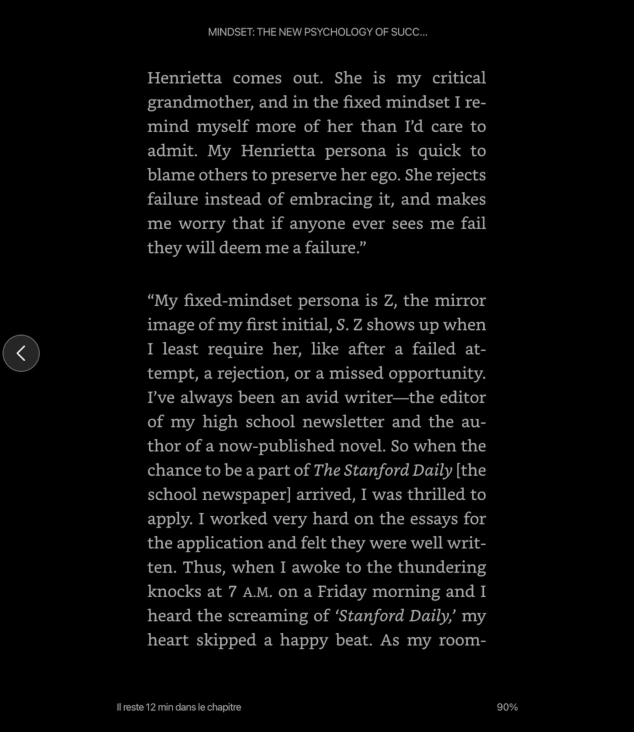 MINDSET: THE NEW PSYCHOLOGY OF SUCC...
Henrietta comes out. She is my critical
grandmother, and in the fixed mindset I re-
mind myself more of her than I'd care to
admit. My Henrietta persona is quick to
blame others to preserve her ego. She rejects
failure instead of embracing it, and makes
me worry that if anyone ever sees me fail
they will deem me a failure.”
“My fixed-mindset persona is Z, the mirror
image of my first initial, S. Z shows up when
I least require her, like after a failed at-
tempt, a rejection, or a missed opportunity.
I've always been an avid writer—the editor
of my high school newsletter and the au-
thor of a now-published novel. So when the
chance to be a part of The Stanford Daily [the
school newspaper] arrived, I was thrilled to
apply. I worked very hard on the essays for
the application and felt they were well writ-
ten. Thus, when I awoke to the thundering
knocks at 7 A.M. on a Friday morning and I
heard the screaming of ‘Stanford Daily,’ my
heart skipped a happy beat. As my room-
Il reste 12 min dans le chapitre
90%